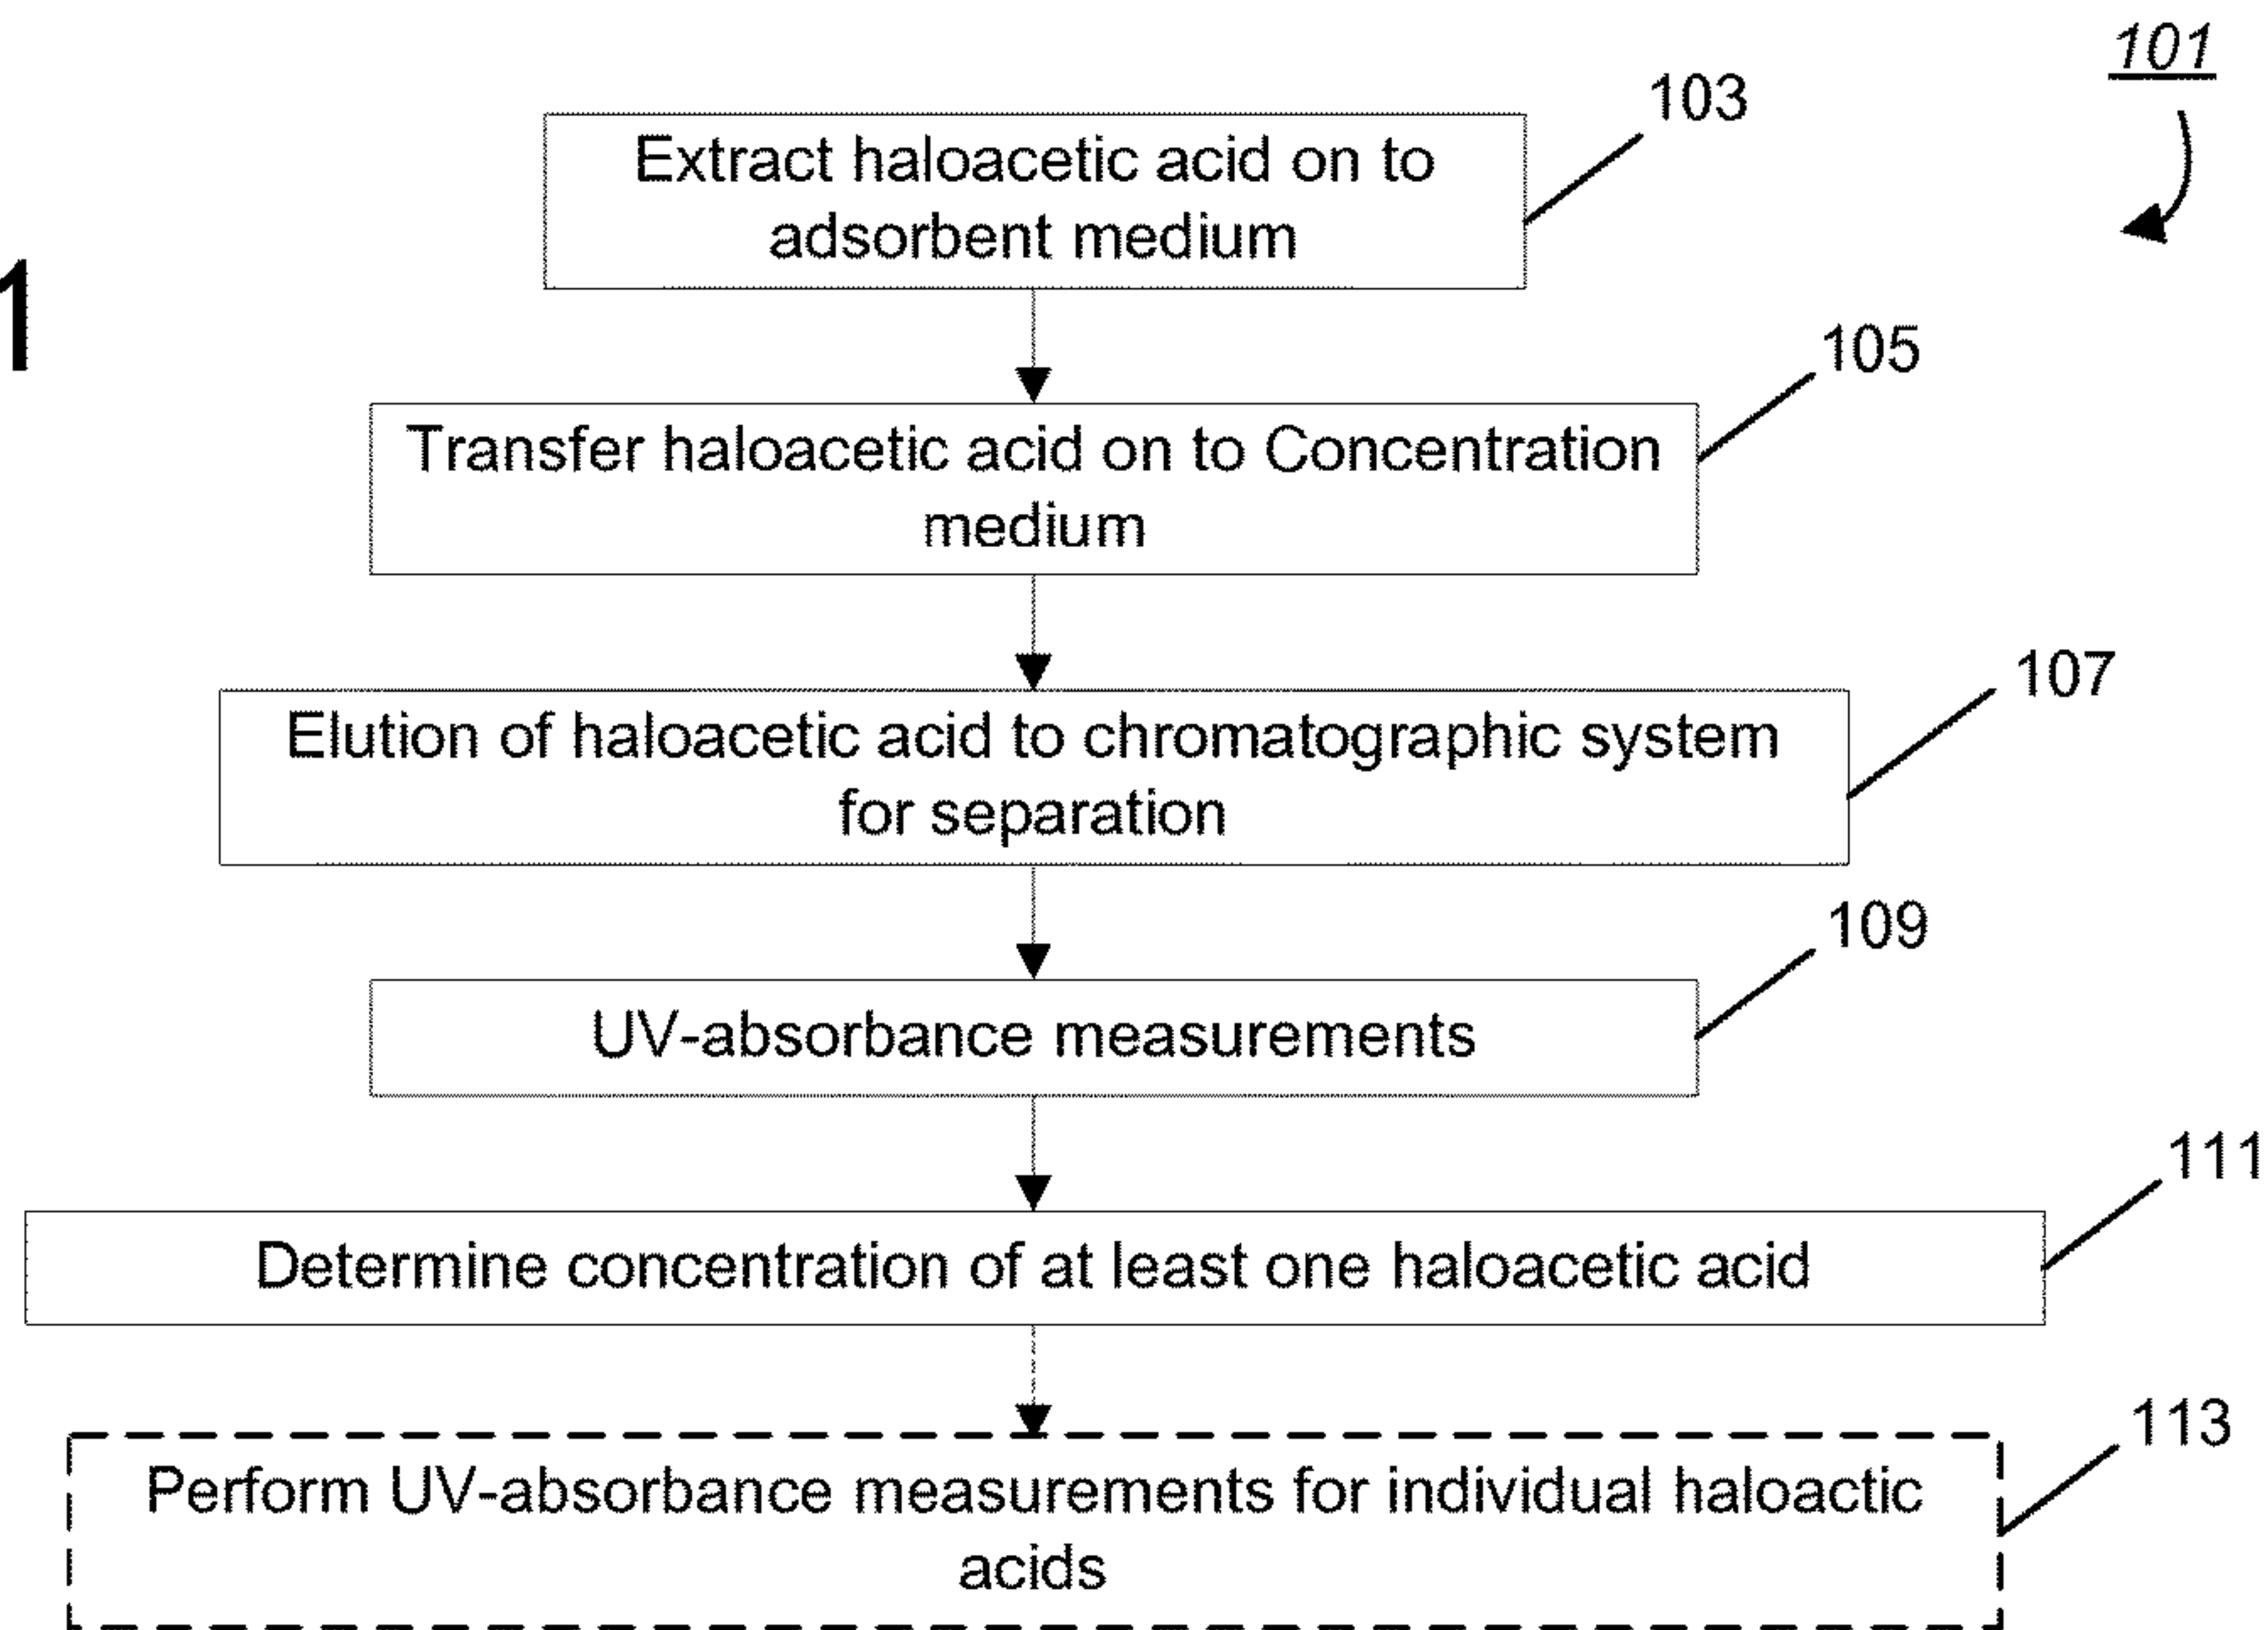 101
103
Extract haloacetic acid on to
adsorbent medium
1
105
Transfer haloacetic acid on to Concentration
medium
107
Elution of haloacetic acid to chromatographic system
for separation
109
UV-absorbance measurements
111
Determine concentration of at least one haloacetic acid
113
Perform UV-absorbance measurements for individual haloactic
acids